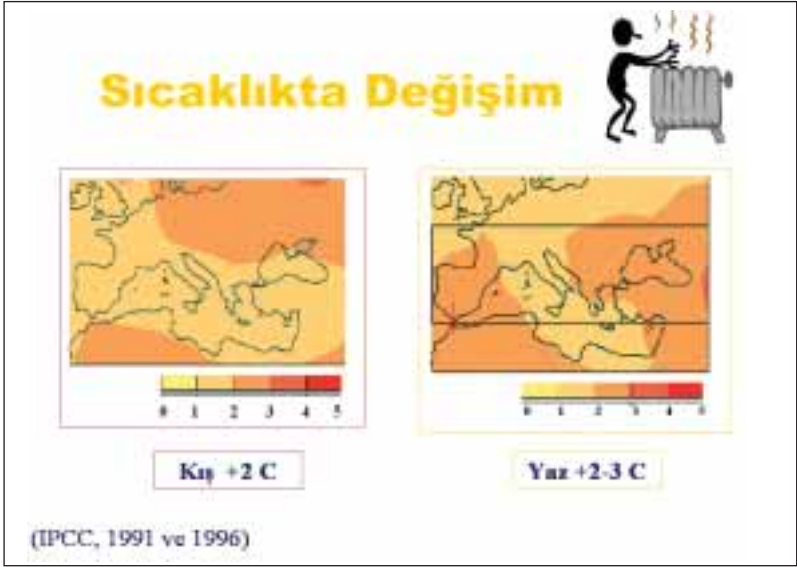 Sıcaklıkta Değişim
0 1 2 3 4 5
0 1 2 3 4 5
Kış +2 C
Yaz +2-3 C
(IPCC, 1991 ve 1996)